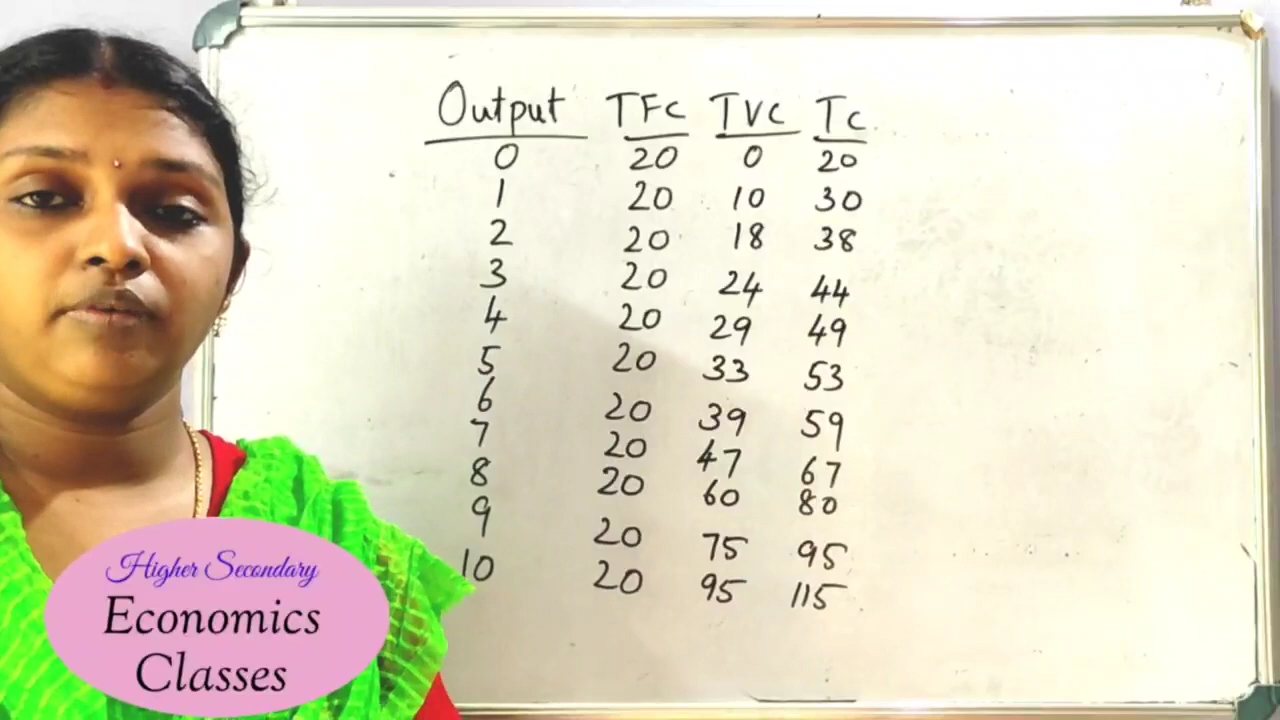 Output TFC TVC TC
0 20 0 20
1 20 10 30
2 20 18 38
3 20 24 44
4 20 29 49
5 20 33 53
6 20 39 59
7 20 47 67
8 20 60 80
9 20 75 95
10 20 95 115
Higher Secondary
Economics
Classes